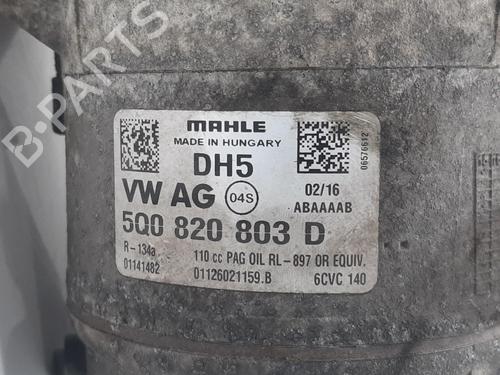 B-PARTS
MAHLE
MADE IN HUNGARY
DH5
VW AG 04S
02/16
ABAAAAB
06576612
5Q0 820 803 D
R-134a 110 cc PAG OIL RL-897 OR EQUIV.
01141482 01126021159.B 6CVC 140